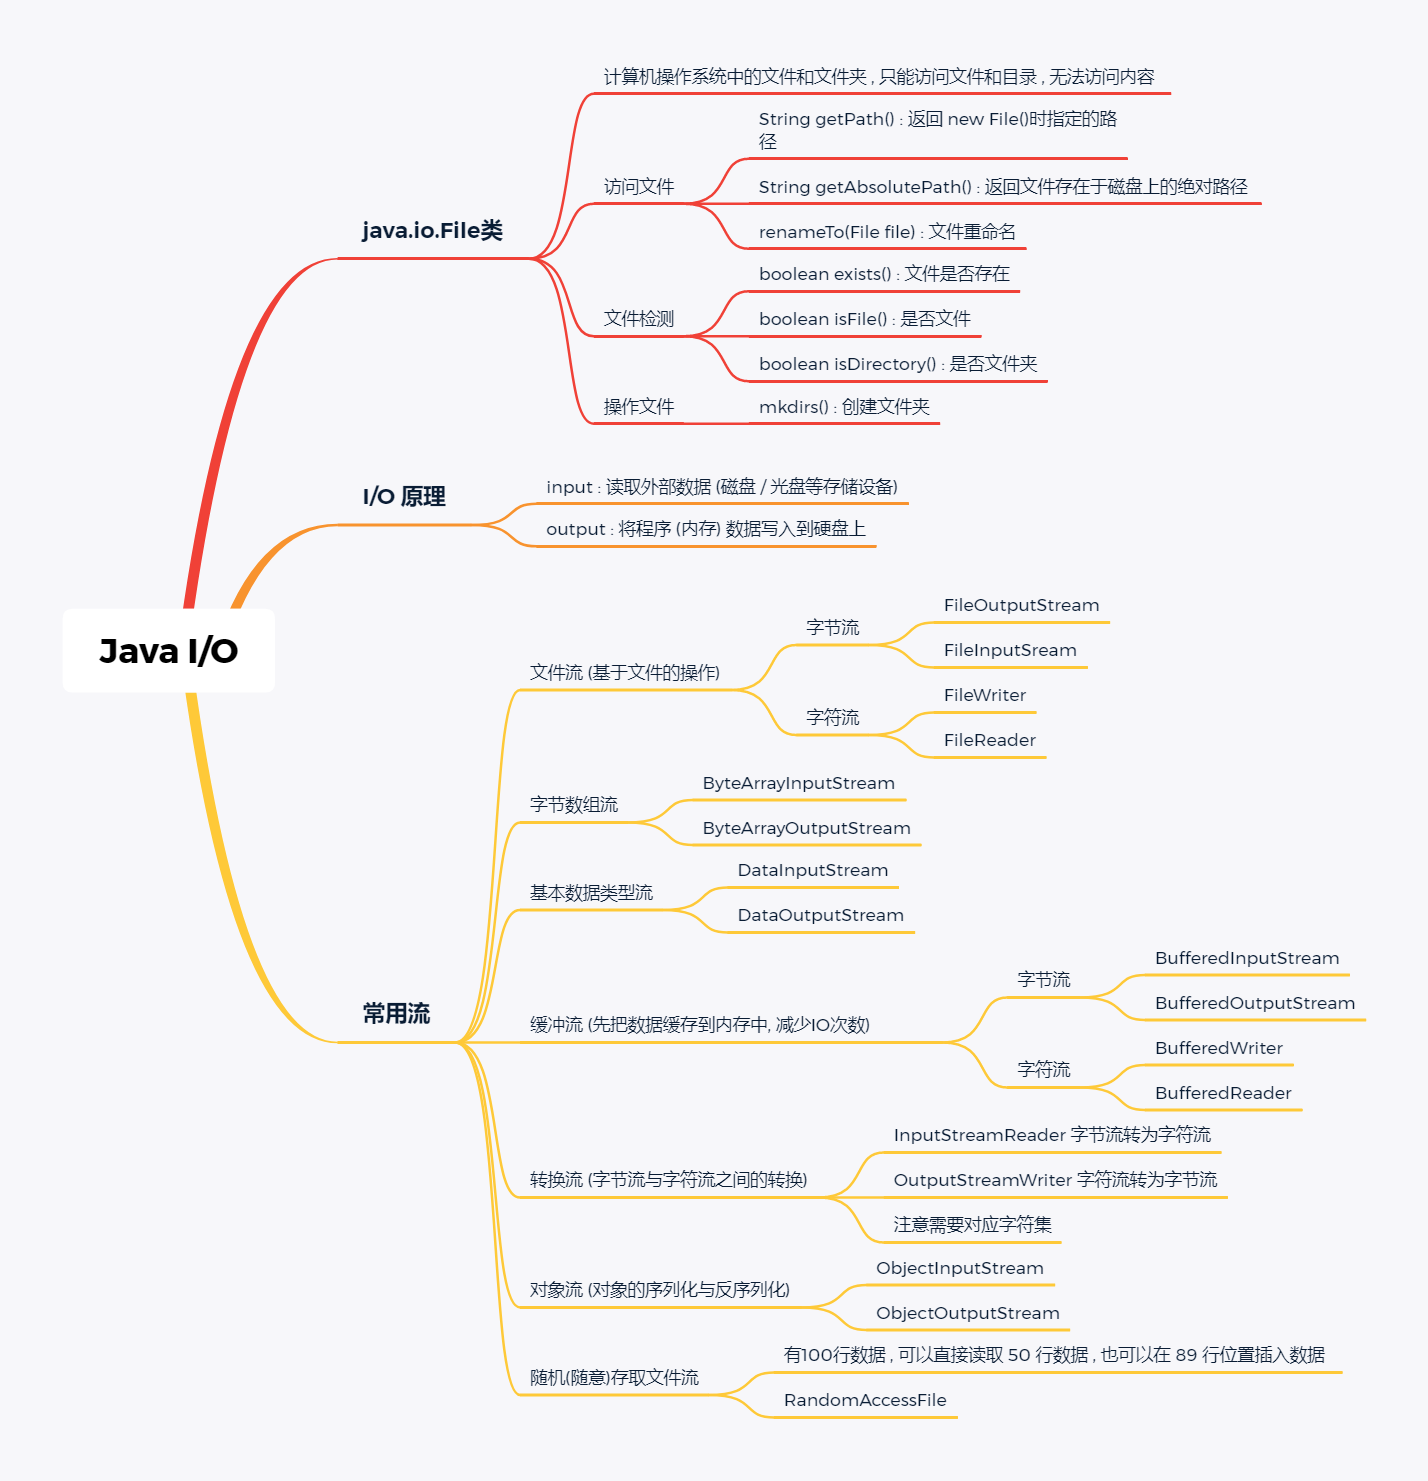 计算机操作系统中的文件和文件夹 , 只能访问文件和目录 , 无法访问内容
String getPath() : 返回 new File()时指定的路
径
访问文件
String getAbsolutePath() : 返回文件存在于磁盘上的绝对路径
java.io.File类
renameTo(File file) : 文件重命名
boolean exists() : 文件是否存在
文件检测
boolean isFile() : 是否文件
boolean isDirectory() : 是否文件夹
操作文件
mkdirs() : 创建文件夹
I/O 原理
input : 读取外部数据 (磁盘 / 光盘等存储设备)
output : 将程序 (内存) 数据写入到硬盘上
Java I/O
文件流 (基于文件的操作)
字节流
FileOutputStream
FileInputSream
字符流
FileWriter
FileReader
字节数组流
ByteArrayInputStream
ByteArrayOutputStream
基本数据类型流
DataInputStream
DataOutputStream
常用流
缓冲流 (先把数据缓存到内存中, 减少IO次数)
字节流
BufferedInputStream
BufferedOutputStream
字符流
BufferedWriter
BufferedReader
转换流 (字节流与字符流之间的转换)
InputStreamReader 字节流转为字符流
OutputStreamWriter 字符流转为字节流
注意需要对应字符集
对象流 (对象的序列化与反序列化)
ObjectInputStream
ObjectOutputStream
随机(随意)存取文件流
有100行数据 , 可以直接读取 50 行数据 , 也可以在 89 行位置插入数据
RandomAccessFile